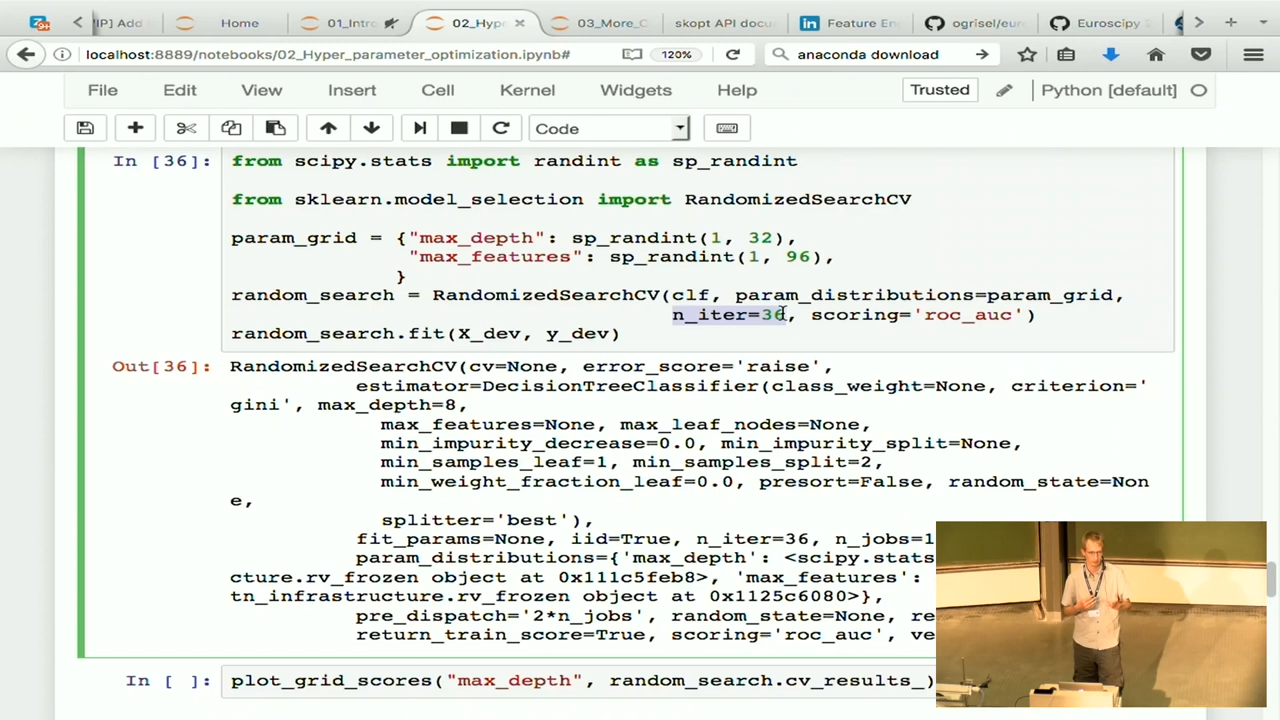 [IP] Add
Home
01_Intro
02_Hype
03_More_C
skopt API docu
Feature En
ogrisel/eur
Euroscipy
localhost:8889/notebooks/02_Hyper_parameter_optimization.ipynb#
120%
anaconda download
File Edit View Insert Cell Kernel Widgets Help
Trusted
Python [default]
Code
In [36]: from scipy.stats import randint as sp_randint
from sklearn.model_selection import RandomizedSearchCV
param_grid = {"max_depth": sp_randint(1, 32),
"max_features": sp_randint(1, 96),
}
random_search = RandomizedSearchCV(clf, param_distributions=param_grid,
n_iter=36, scoring='roc_auc')
random_search.fit(X_dev, y_dev)
Out[36]: RandomizedSearchCV(cv=None, error_score='raise',
estimator=DecisionTreeClassifier(class_weight=None, criterion='
gini', max_depth=8,
max_features=None, max_leaf_nodes=None,
min_impurity_decrease=0.0, min_impurity_split=None,
min_samples_leaf=1, min_samples_split=2,
min_weight_fraction_leaf=0.0, presort=False, random_state=Non
e,
splitter='best'),
fit_params=None, iid=True, n_iter=36, n_jobs=1
param_distributions={'max_depth': <scipy.stats
cture.rv_frozen object at 0x111c5feb8>, 'max_features':
tn_infrastructure.rv_frozen object at 0x1125c6080>},
pre_dispatch='2*n_jobs', random_state=None, re
return_train_score=True, scoring='roc_auc', ve
In [ ]: plot_grid_scores("max_depth", random_search.cv_results_)